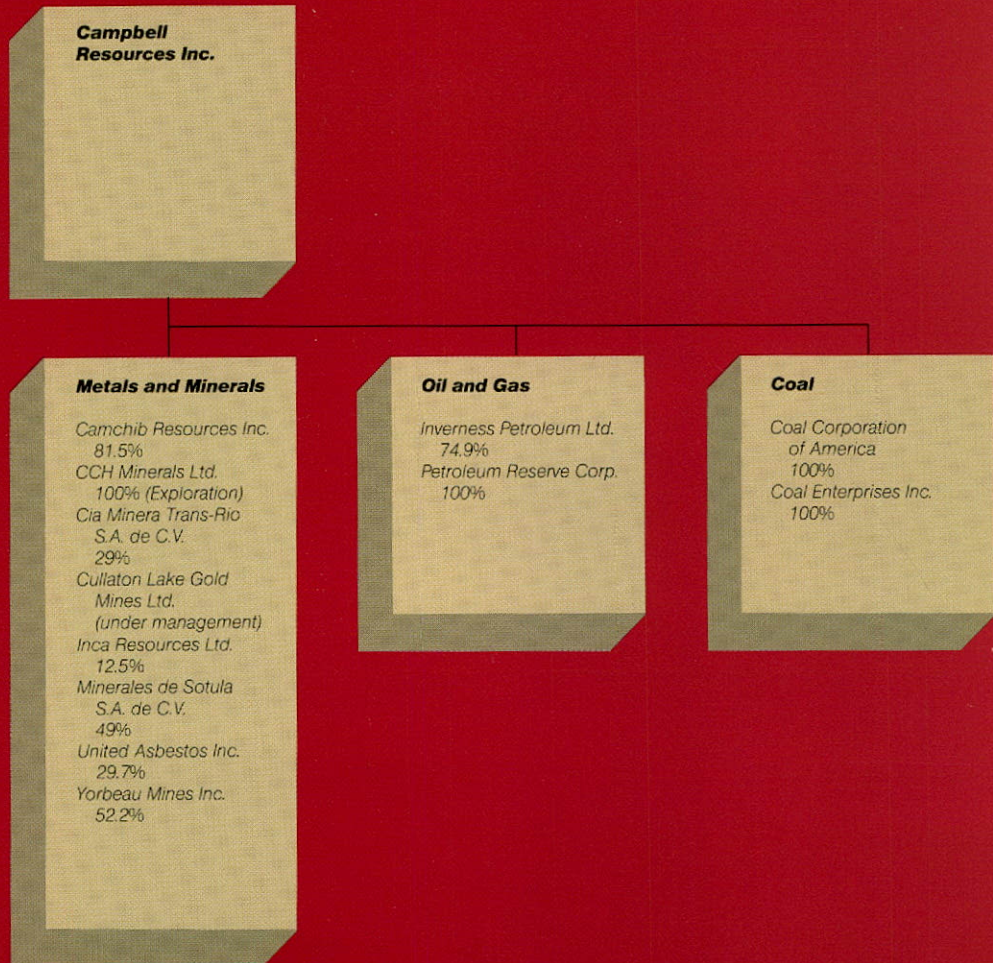 Campbell
Resources Inc.
Metals and Minerals
Camchib Resources Inc.
81.5%
CCH Minerals Ltd.
100% (Exploration)
Cia Minera Trans-Rio
S.A. de C.V.
29%
Cullaton Lake Gold
Mines Ltd.
(under management)
Inca Resources Ltd.
12.5%
Minerales de Sotula
S.A. de C.V.
49%
United Asbestos Inc.
29.7%
Yorbeau Mines Inc.
52.2%
Oil and Gas
Inverness Petroleum Ltd.
74.9%
Petroleum Reserve Corp.
100%
Coal
Coal Corporation
of America
100%
Coal Enterprises Inc.
100%